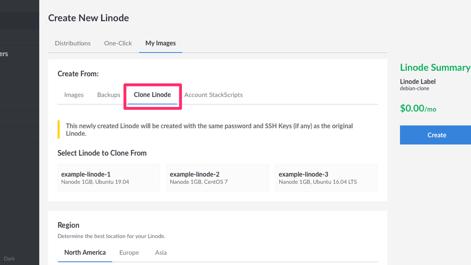 Create New Linode
Distributions One-Click My Images
ers
Create From:
Images Backups Clone Linode Account StackScripts
This newly created Linode will be created with the same password and SSH Keys (if any) as the original
Linode.
Select Linode to Clone From
example-linode-1 example-linode-2 example-linode-3
Nanode 1GB, Ubuntu 19.04 Nanode 1GB, CentOS 7 Nanode 1GB, Ubuntu 16.04 LTS
Region
Determine the best location for your Linode.
North America Europe Asia
Dark
Linode Summary
Linode Label
debian-clone
$0.00/mo
Create